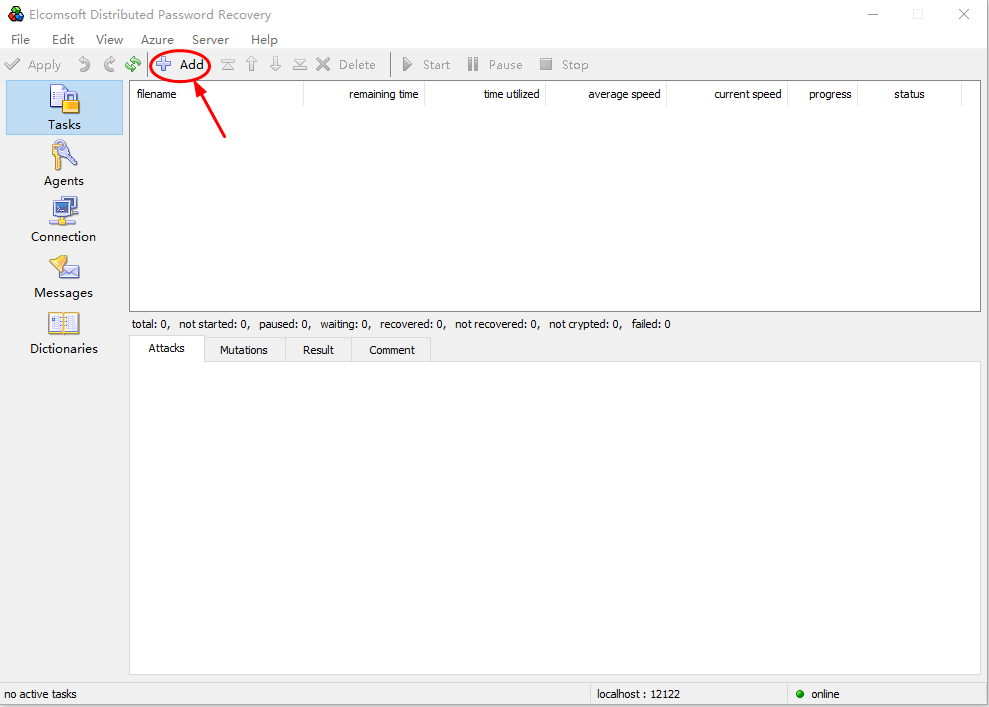 Elcomsoft Distributed Password Recovery
File Edit View Azure Server Help
Apply Add Delete Start Pause Stop
Tasks
Agents
Connection
Messages
Dictionaries
filename remaining time time utilized average speed current speed progress status
total: 0, not started: 0, paused: 0, waiting: 0, recovered: 0, not recovered: 0, not crypted: 0, failed: 0
Attacks Mutations Result Comment
no active tasks localhost : 12122 online